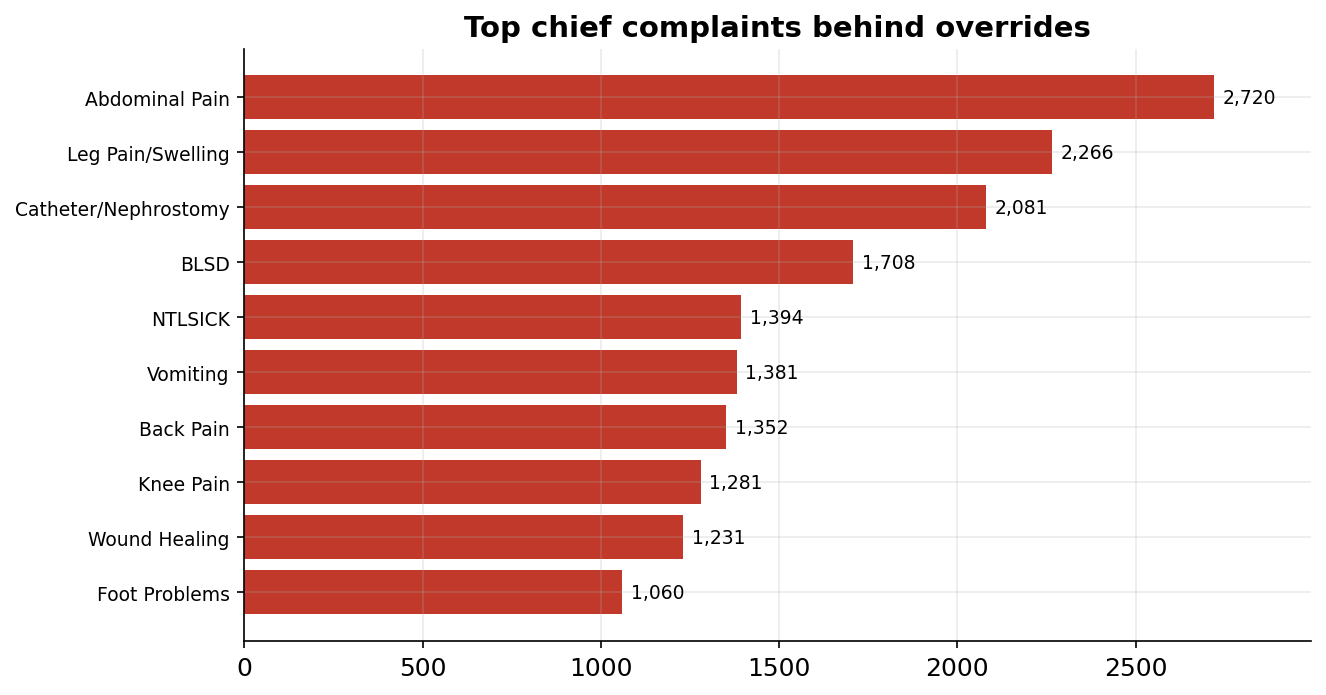 Top chief complaints behind overrides
Abdominal Pain 2,720
Leg Pain/Swelling 2,266
Catheter/Nephrostomy 2,081
BLSD 1,708
NTLSICK 1,394
Vomiting 1,381
Back Pain 1,352
Knee Pain 1,281
Wound Healing 1,231
Foot Problems 1,060
0 500 1000 1500 2000 2500